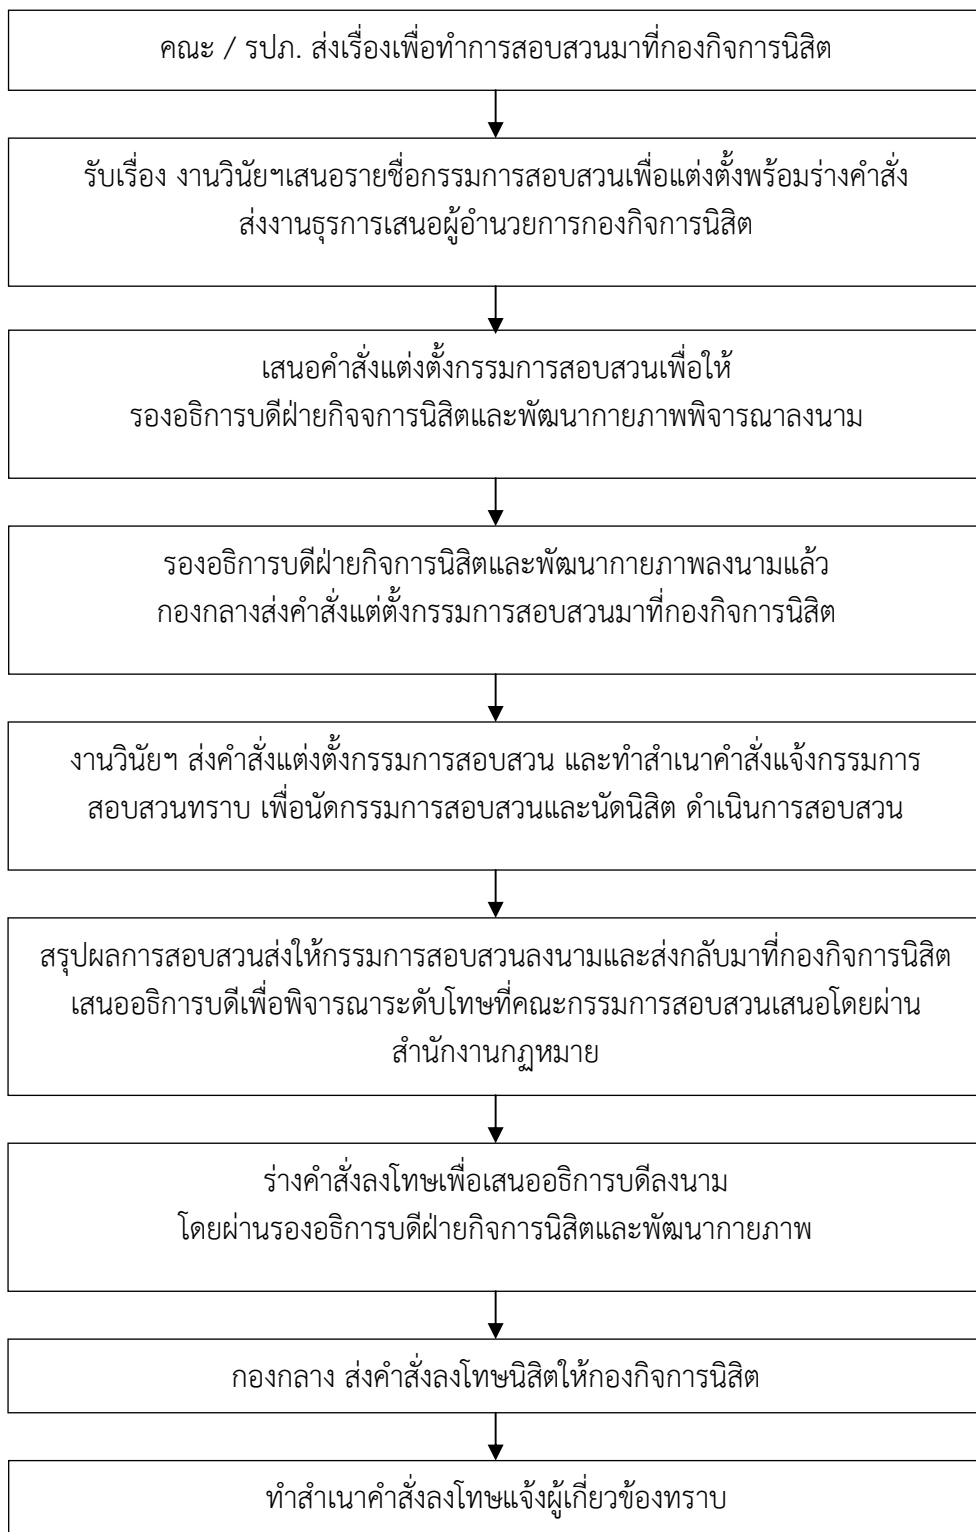 คณะ / รปภ. ส่งเรื่องเพื่อทำการสอบสวนมาที่กองกิจการนิสิต
รับเรื่อง งานวินัยฯเสนอรายชื่อกรรมการสอบสวนเพื่อแต่งตั้งพร้อมร่างคำสั่ง
ส่งงานธุรการเสนอผู้อำนวยการกองกิจการนิสิต
เสนอคำสั่งแต่งตั้งกรรมการสอบสวนเพื่อให้
รองอธิการบดีฝ่ายกิจจการนิสิตและพัฒนากายภาพพิจารณาลงนาม
รองอธิการบดีฝ่ายกิจการนิสิตและพัฒนากายภาพลงนามแล้ว
กองกลางส่งคำสั่งแต่ตั้งกรรมการสอบสวนมาที่กองกิจการนิสิต
งานวินัยฯ ส่งคำสั่งแต่งตั้งกรรมการสอบสวน และทำสำเนาคำสั่งแจ้งกรรมการ
สอบสวนทราบ เพื่อนัดกรรมการสอบสวนและนัดนิสิต ดำเนินการสอบสวน
สรุปผลการสอบสวนส่งให้กรรมการสอบสวนลงนามและส่งกลับมาที่กองกิจการนิสิต
เสนออธิการบดีเพื่อพิจารณาระดับโทษที่คณะกรรมการสอบสวนเสนอโดยผ่าน
สำนักงานกฎหมาย
ร่างคำสั่งลงโทษเพื่อเสนออธิการบดีลงนาม
โดยผ่านรองอธิการบดีฝ่ายกิจการนิสิตและพัฒนากายภาพ
กองกลาง ส่งคำสั่งลงโทษนิสิตให้กองกิจการนิสิต
ทำสำเนาคำสั่งลงโทษแจ้งผู้เกี่ยวข้องทราบ